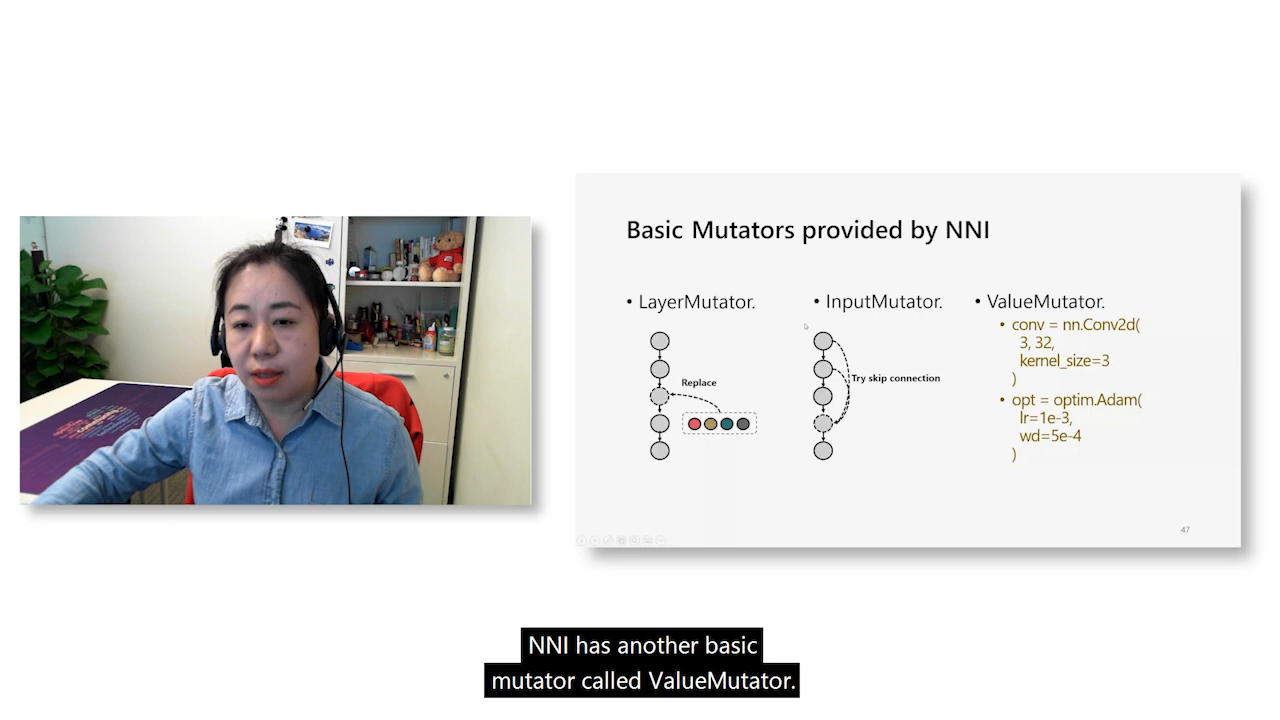 Basic Mutators provided by NNI
• LayerMutator.
Replace
• InputMutator.
Try skip connection
• ValueMutator.
• conv = nn.Conv2d(
3, 32,
kernel_size=3
)
• opt = optim.Adam(
lr=1e-3,
wd=5e-4
)
47
NNI has another basic
mutator called ValueMutator.